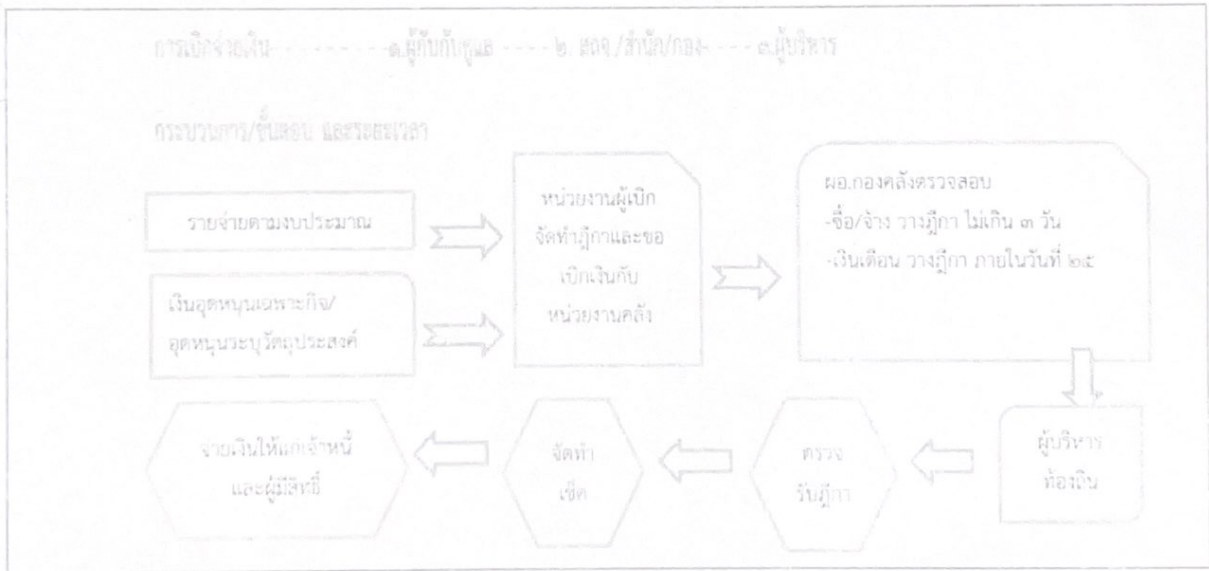 การเบิกจ่ายเงิน- - - - - - - - - -๑.ผู้กำกับดูแล - - - - ๒. สถจ./สำนัก/กอง- - - - ๓.ผู้บริหาร
กระบวนการ/ขั้นตอน และระยะเวลา
รายจ่ายตามงบประมาณ
เงินอุดหนุนเฉพาะกิจ/
อุดหนุนระบุวัตถุประสงค์
หน่วยงานผู้เบิก
จัดทำฎีกาและขอ
เบิกเงินกับ
หน่วยงานคลัง
ผอ.กองคลังตรวจสอบ
-ซื้อ/จ้าง วางฎีกา ไม่เกิน ๓ วัน
-เงินเดือน วางฎีกา ภายในวันที่ ๒๕
ผู้บริหาร
ท้องถิ่น
ตรวจ
รับฎีกา
จัดทำ
เช็ค
จ่ายเงินให้แก่เจ้าหนี้
และผู้มีสิทธิ์